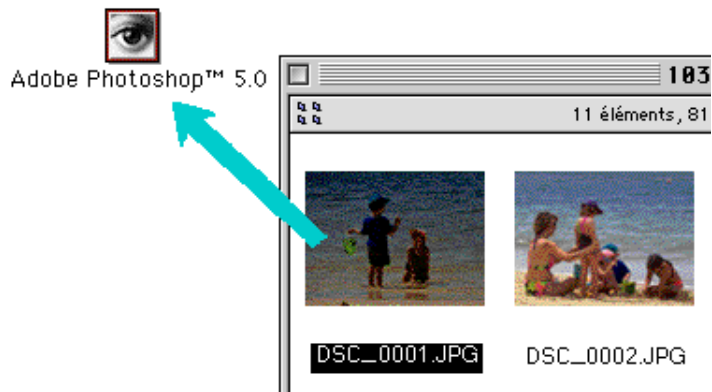 Adobe Photoshop™ 5.0
103
11 éléments, 81
DSC_0001.JPG
DSC_0002.JPG